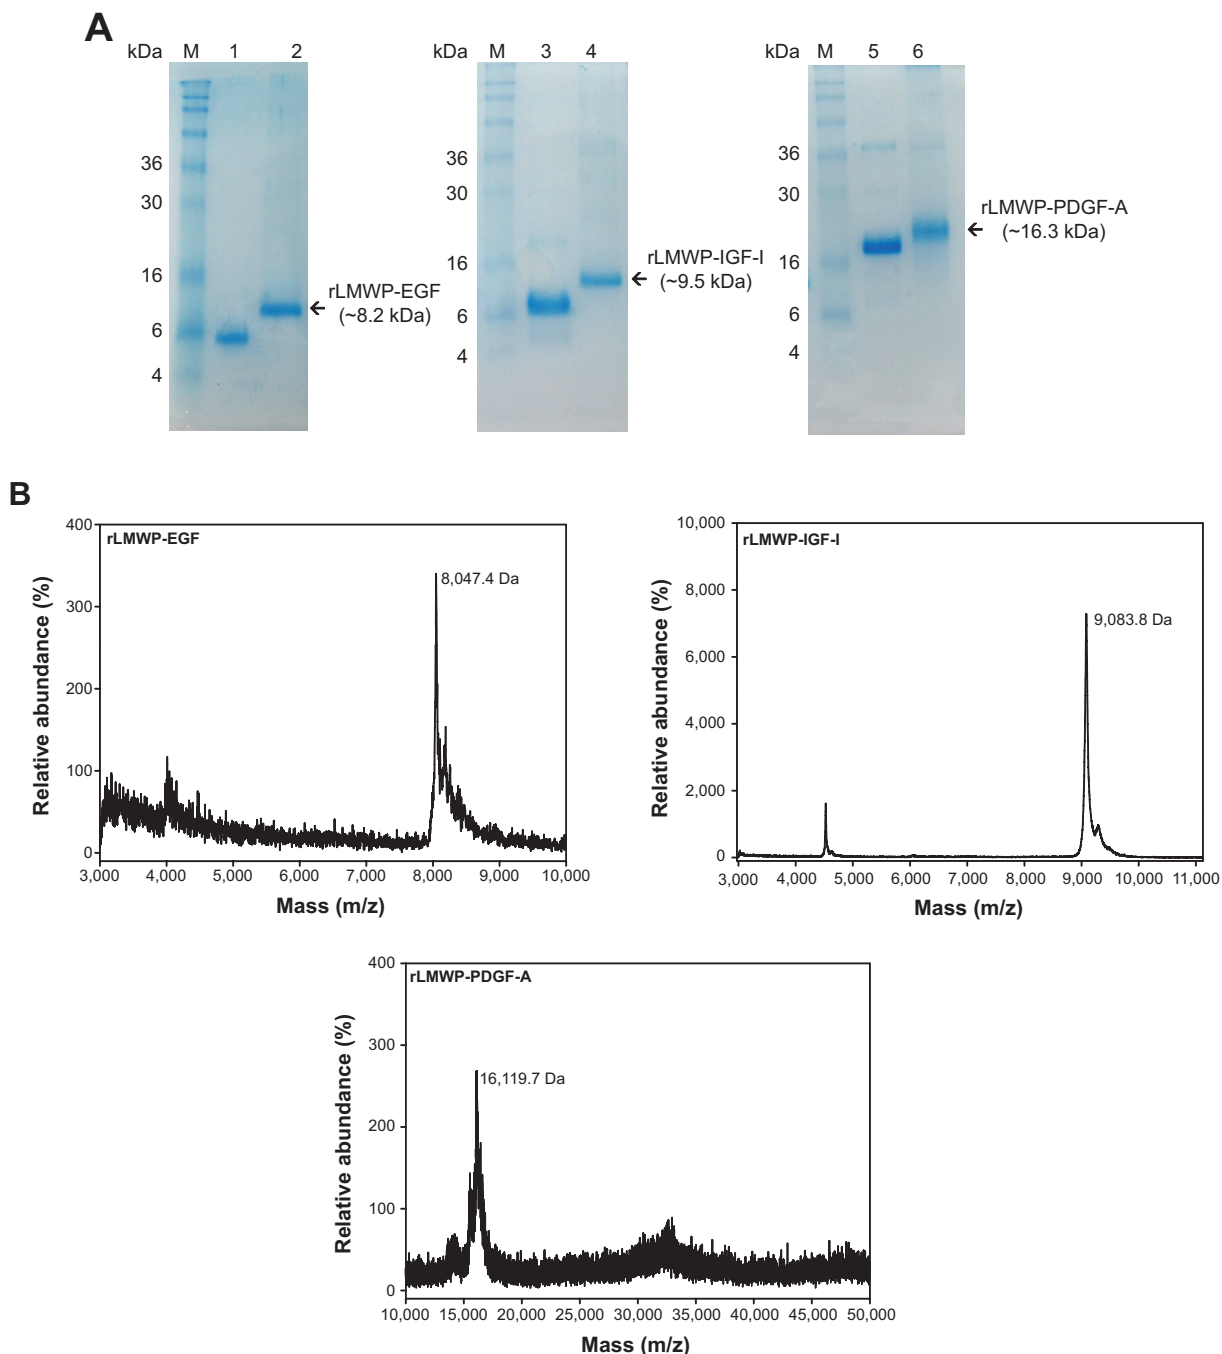 A
kDa M 1 2
36
30
16
6
4
rLMWP-EGF
(~8.2 kDa)
kDa M 3 4
36
30
16
6
4
rLMWP-IGF-I
(~9.5 kDa)
kDa M 5 6
36
30
16
6
4
rLMWP-PDGF-A
(~16.3 kDa)
B
rLMWP-EGF
8,047.4 Da
Relative abundance (%)
400
300
200
100
0
3,000 4,000 5,000 6,000 7,000 8,000 9,000 10,000
Mass (m/z)
rLMWP-IGF-I
9,083.8 Da
Relative abundance (%)
10,000
8,000
6,000
4,000
2,000
0
3,000 4,000 5,000 6,000 7,000 8,000 9,000 10,000 11,000
Mass (m/z)
rLMWP-PDGF-A
16,119.7 Da
Relative abundance (%)
400
300
200
100
0
10,000 15,000 20,000 25,000 30,000 35,000 40,000 45,000 50,000
Mass (m/z)